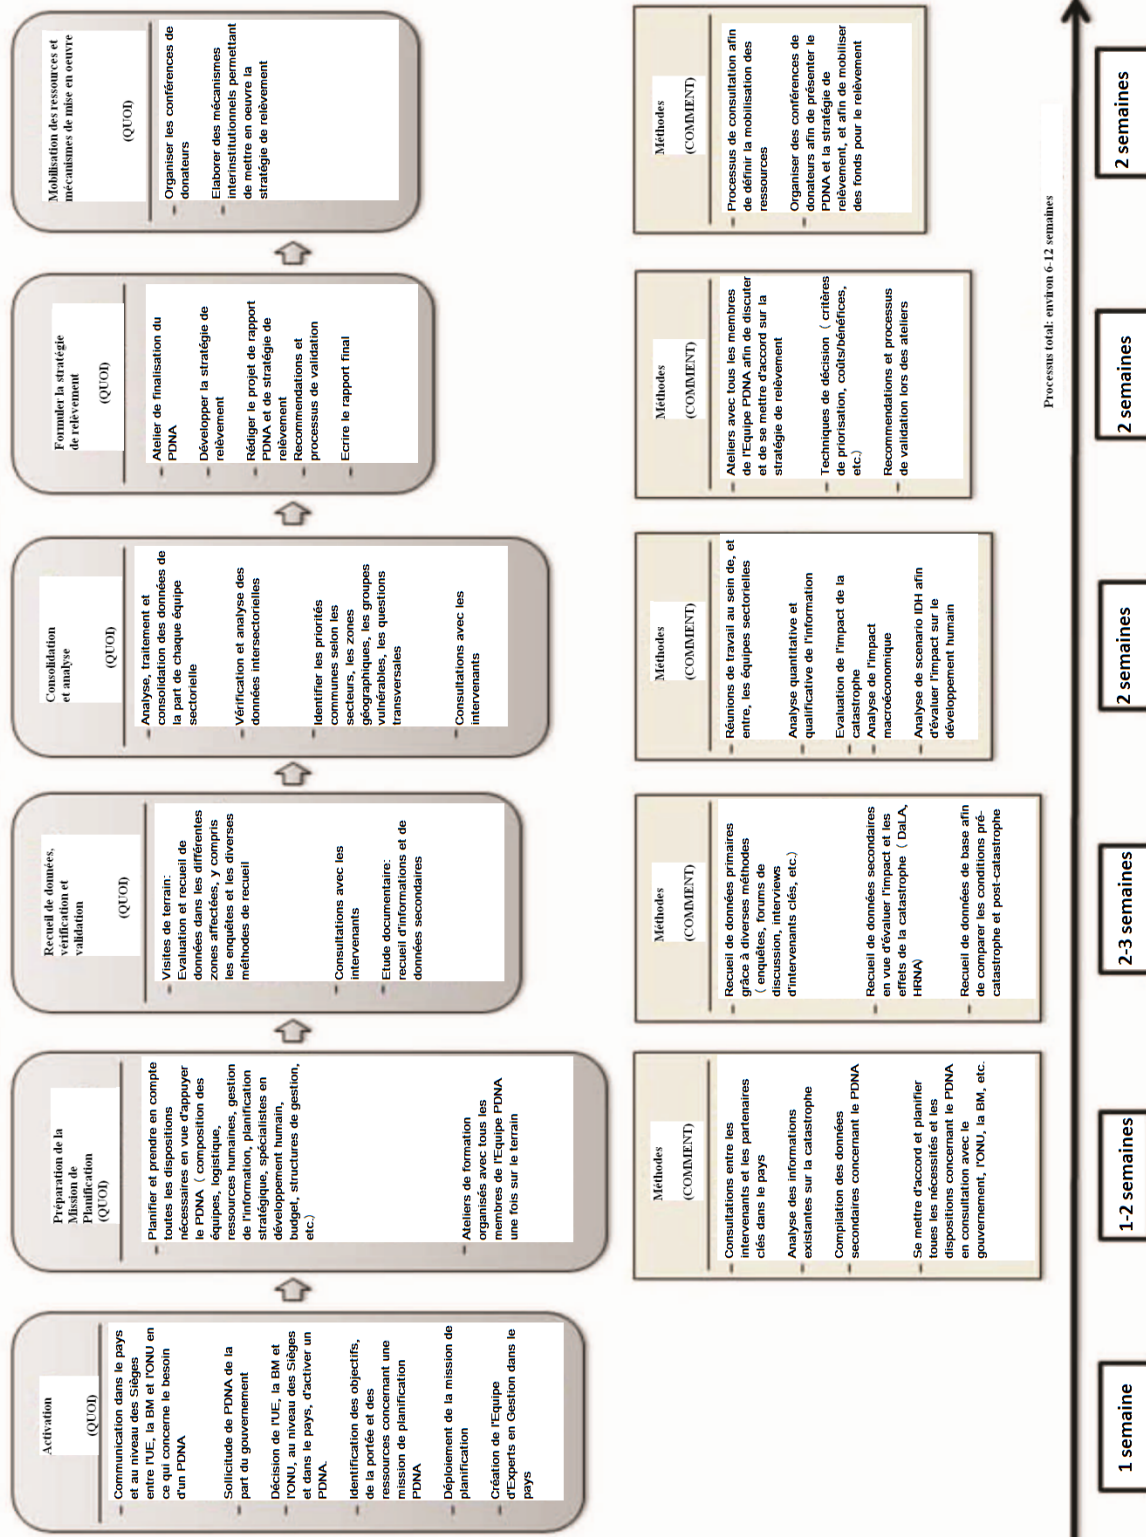 Activation
(QUOI)
– Communication dans le pays
et au niveau des Sièges
entre l'UE, la BM et l'ONU en
ce qui concerne le besoin
d'un PDNA
– Sollicitude de PDNA de la
part du gouvernement
– Décision de l'UE, la BM et
l'ONU, au niveau des Sièges
et dans le pays, d'activer un
PDNA.
– Identification des objectifs,
de la portée et des
ressources concernant une
mission de planification
PDNA
– Déploiement de la mission de
planification
– Création de l'Equipe
d'Experts en Gestion dans le
pays
Préparation de la
Mission de
Planification
(QUOI)
– Planifier et prendre en compte
toutes les dispositions
nécessaires en vue d'appuyer
le PDNA ( composition des
équipes, logistique,
ressources humaines, gestion
de l'information, planification
stratégique, spécialistes en
développement humain,
budget, structures de gestion,
etc.)
– Ateliers de formation
organisés avec tous les
membres de l'Equipe PDNA
une fois sur le terrain
Recueil de données,
vérification et
validation
(QUOI)
– Visites de terrain:
Evaluation et recueil de
données dans les différentes
zones affectées, y compris
les enquêtes et les diverses
méthodes de recueil
– Consultations avec les
intervenants
– Etude documentaire:
recueil d'informations et de
données secondaires
Consolidation
et analyse
(QUOI)
– Analyse, traitement et
consolidation des données de
la part de chaque équipe
sectorielle
– Vérification et analyse des
données intersectorielles
– Identifier les priorités
communes selon les
secteurs, les zones
géographiques, les groupes
vulnérables, les questions
transversales
– Consultations avec les
intervenants
Formuler la stratégie
de relèvement
(QUOI)
– Atelier de finalisation du
PDNA
– Développer la stratégie de
relèvement
– Rédiger le projet de rapport
PDNA et de stratégie de
relèvement
– Recommendations et
processus de validation
– Ecrire le rapport final
Mobilisation des ressources et
mécanismes de mise en oeuvre
(QUOI)
– Organiser les conférences de
donateurs
– Elaborer des mécanismes
interinstitutionnels permettant
de mettre en oeuvre la
stratégie de relèvement
Méthodes
(COMMENT)
– Consultations entre les
intervenants et les partenaires
clés dans le pays
– Analyse des informations
existantes sur la catastrophe
– Compilation des données
secondaires concernant le PDNA
– Se mettre d'accord et planifier
toues les nécessités et les
dispositions concernant le PDNA
en consultation avec le
gouvernement, l'ONU, la BM, etc.
Méthodes
(COMMENT)
– Recueil de données primaires
grâce à diverses méthodes
( enquêtes, forums de
discussion, interviews
d'intervenants clés, etc.)
– Recueil de données secondaires
en vue d'évaluer l'impact et les
effets de la catastrophe ( DaLA,
HRNA)
– Recueil de données de base afin
de comparer les conditions pré-
catastrophe et post-catastrophe
Méthodes
(COMMENT)
– Réunions de travail au sein de, et
entre, les équipes sectorielles
– Analyse quantitative et
qualificative de l'information
– Evaluation de l'impact de la
catastrophe
– Analyse de l'impact
macroéconomique
– Analyse de scenario IDH afin
d'évaluer l'impact sur le
développement humain
Méthodes
(COMMENT)
– Ateliers avec tous les membres
de l'Equipe PDNA afin de discuter
et de se mettre d'accord sur la
stratégie de relèvement
– Techniques de décision ( critères
de priorisation, coûts/bénéfices,
etc.)
– Recommendations et processus
de validation lors des ateliers
Méthodes
(COMMENT)
– Processus de consultation afin
de définir la mobilisation des
ressources
– Organiser des conférences de
donateurs afin de présenter le
PDNA et la stratégie de
relèvement, et afin de mobiliser
des fonds pour le relèvement
Processus total: environ 6-12 semaines
1 semaine
1-2 semaines
2-3 semaines
2 semaines
2 semaines
2 semaines